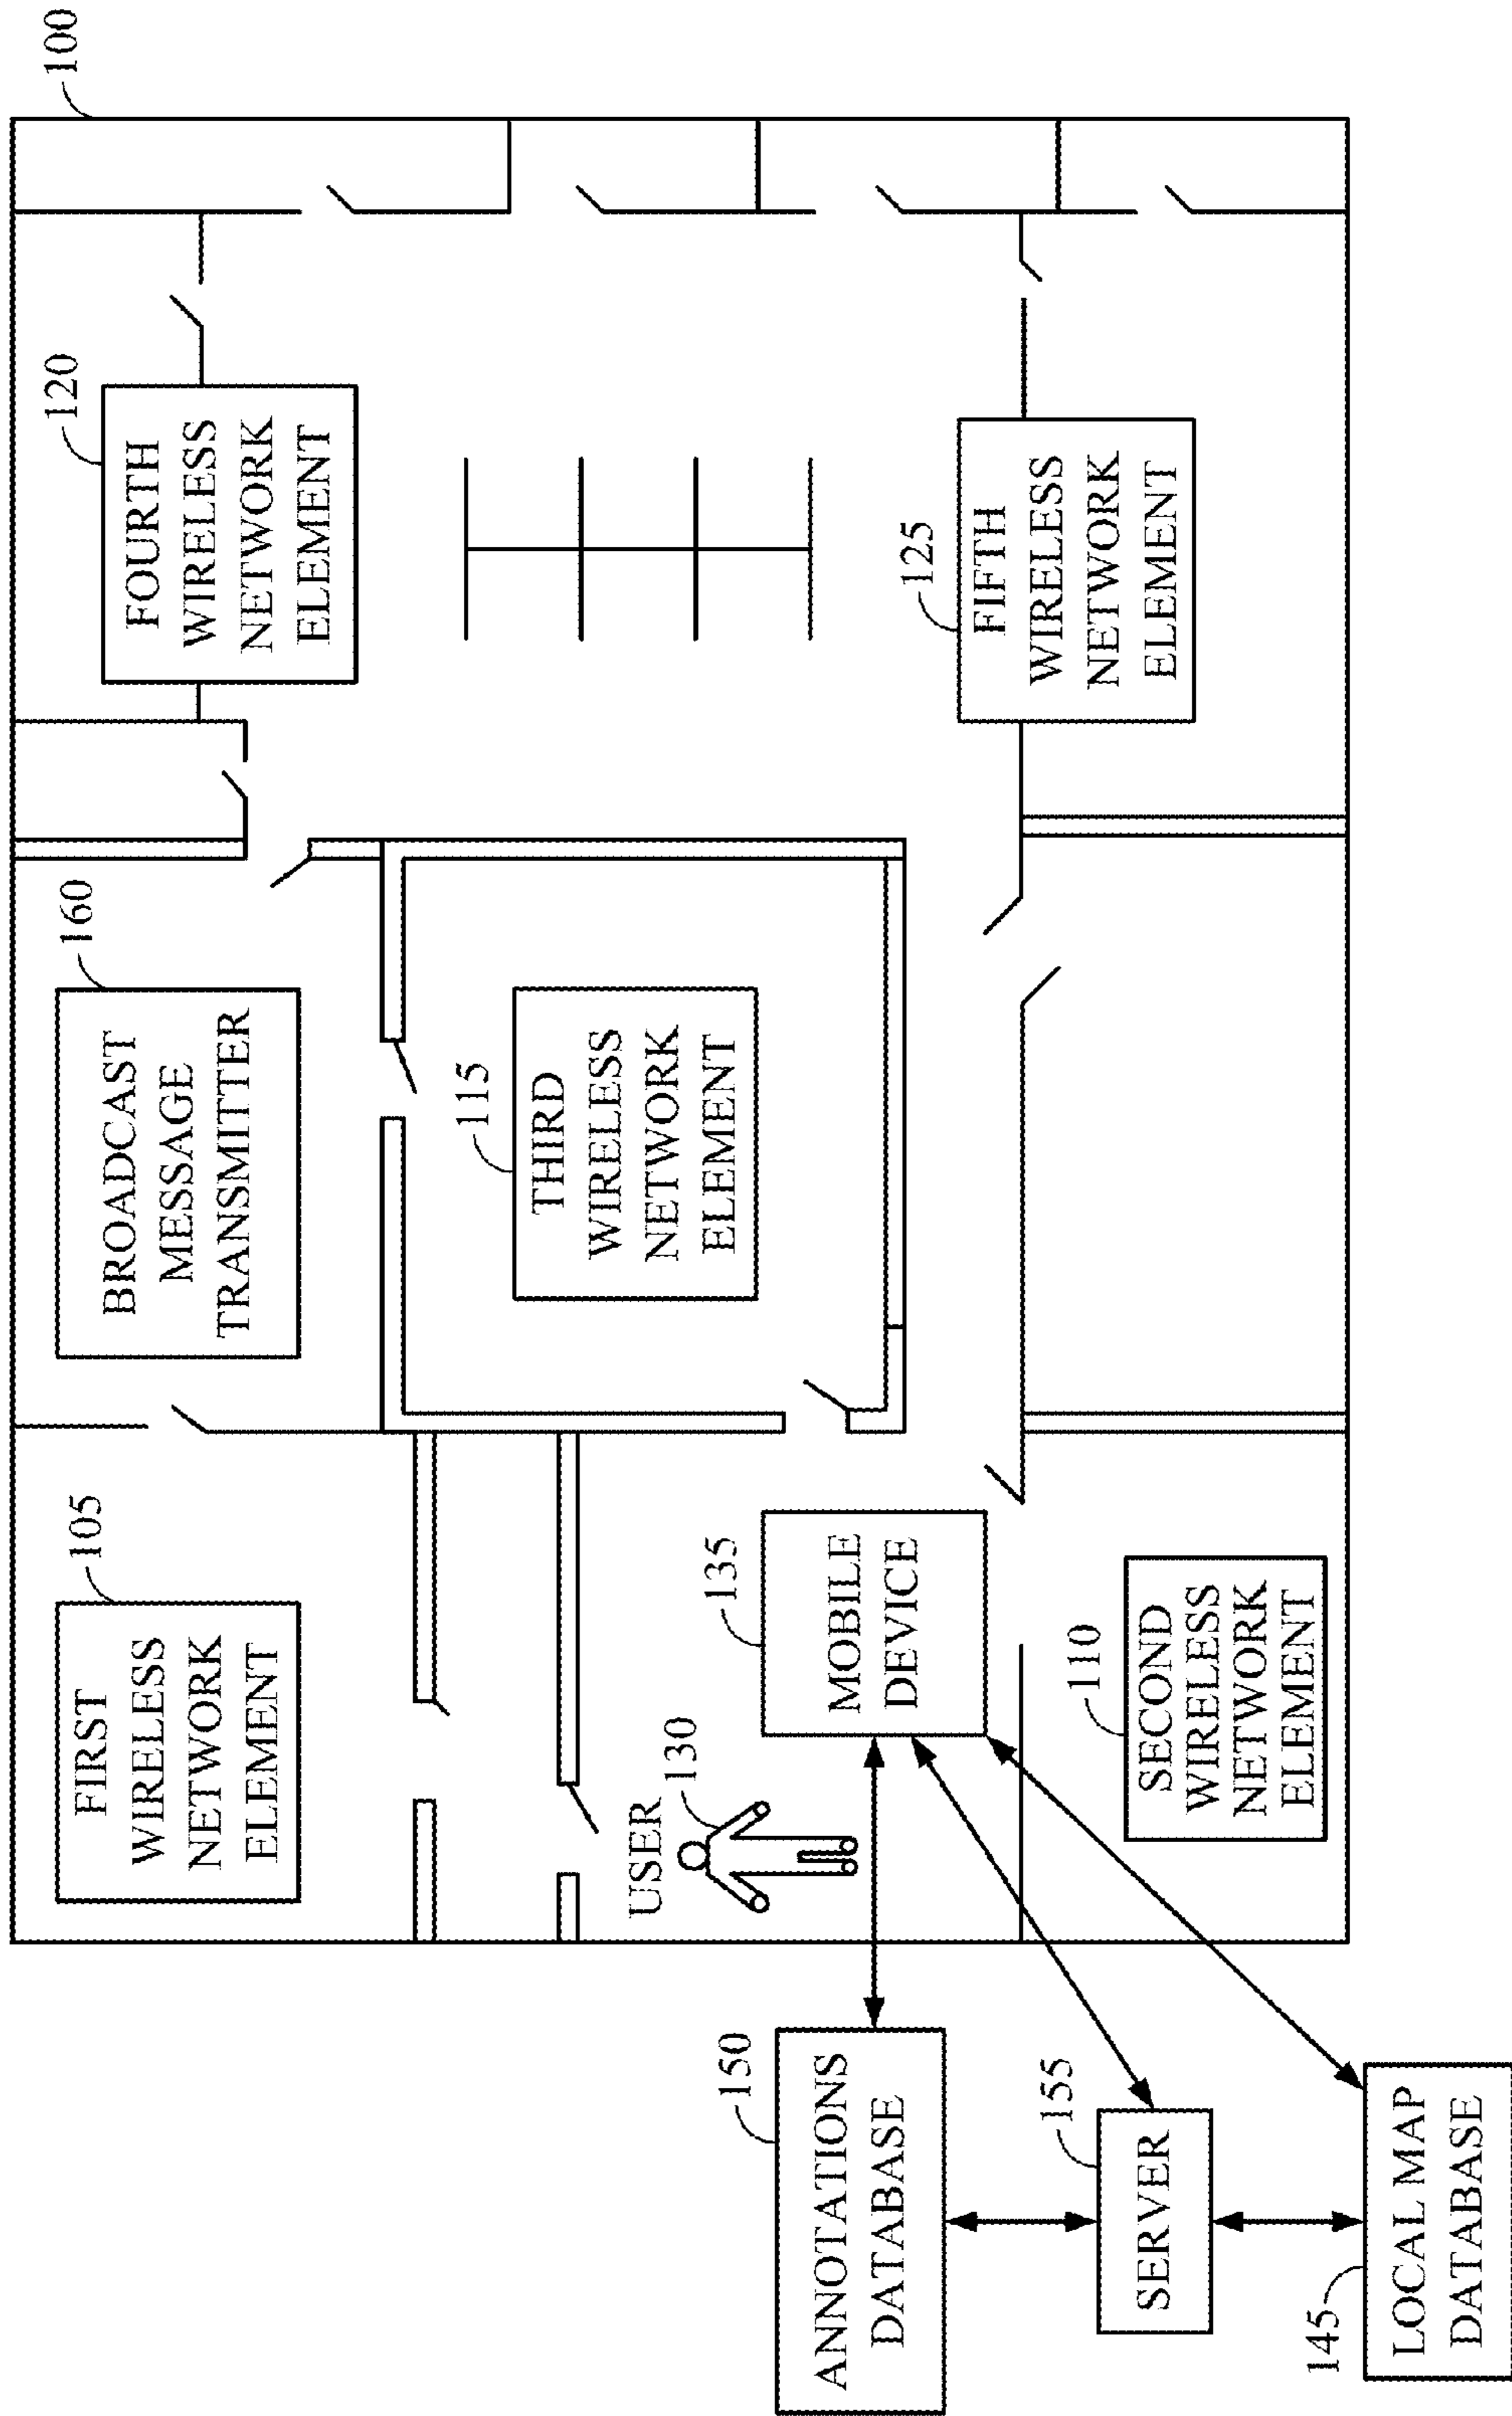 100
120
FOURTH
WIRELESS
NETWORK
ELEMENT
160
BROADCAST
MESSAGE
TRANSMITTER
105
FIRST
WIRELESS
NETWORK
ELEMENT
115
THIRD
WIRELESS
NETWORK
ELEMENT
125
FIFTH
WIRELESS
NETWORK
ELEMENT
USER
130
135
MOBILE
DEVICE
110
SECOND
WIRELESS
NETWORK
ELEMENT
150
ANNOTATIONS
DATABASE
155
SERVER
145
LOCAL MAP
DATABASE